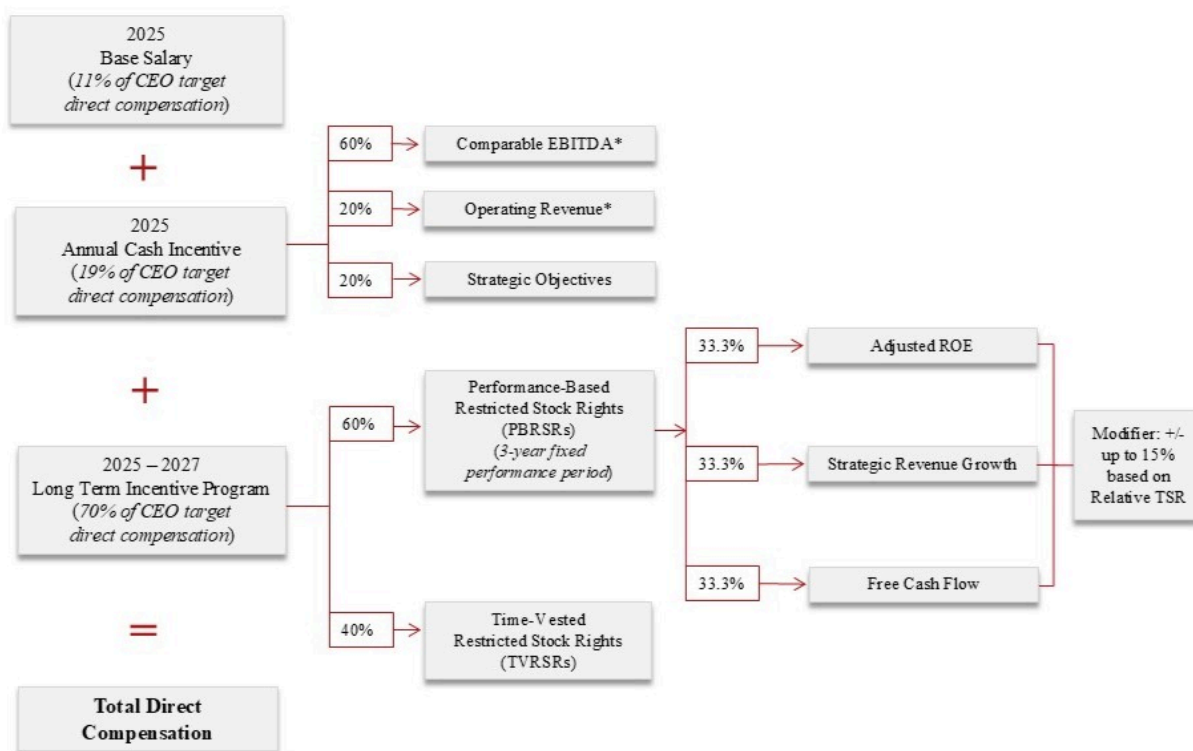 2025
Base Salary
(11% of CEO target
direct compensation)
+
2025
Annual Cash Incentive
(19% of CEO target
direct compensation)
60%
Comparable EBITDA*
20%
Operating Revenue*
20%
Strategic Objectives
+
2025 – 2027
Long Term Incentive Program
(70% of CEO target
direct compensation)
60%
Performance-Based
Restricted Stock Rights
(PBRSRs)
(3-year fixed
performance period)
33.3%
Adjusted ROE
33.3%
Strategic Revenue Growth
33.3%
Free Cash Flow
Modifier: +/-
up to 15%
based on
Relative TSR
40%
Time-Vested
Restricted Stock Rights
(TVRSRs)
=
Total Direct
Compensation